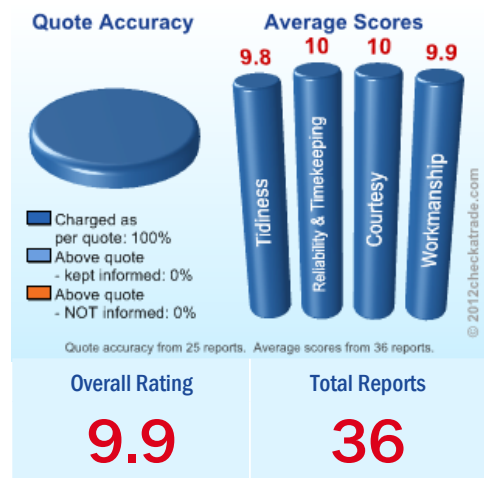 Quote Accuracy
Average Scores
9.8
10
10
9.9
Tidiness
Reliability & Timekeeping
Courtesy
Workmanship
Charged as
per quote: 100%
Above quote
- kept informed: 0%
Above quote
- NOT informed: 0%
© 2012checkatrade.com
Quote accuracy from 25 reports. Average scores from 36 reports.
Overall Rating
9.9
Total Reports
36